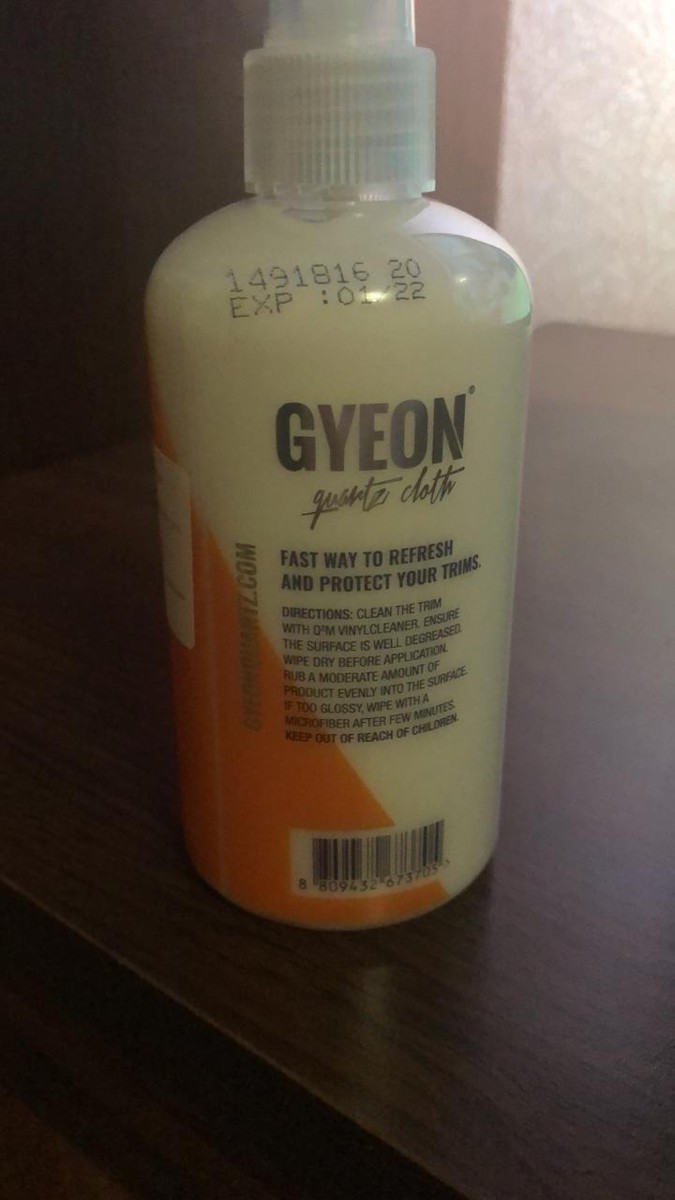 1491816 20
EXP :01/22
GYEON®
quartz cloth
FAST WAY TO REFRESH
AND PROTECT YOUR TRIMS.
DIRECTIONS: CLEAN THE TRIM
WITH Q²M VINYLCLEANER. ENSURE
THE SURFACE IS WELL DEGREASED.
WIPE DRY BEFORE APPLICATION.
RUB A MODERATE AMOUNT OF
PRODUCT EVENLY INTO THE SURFACE.
IF TOO GLOSSY, WIPE WITH A
MICROFIBER AFTER FEW MINUTES.
KEEP OUT OF REACH OF CHILDREN.
GYEONQUARTZ.COM
8 809432 673705